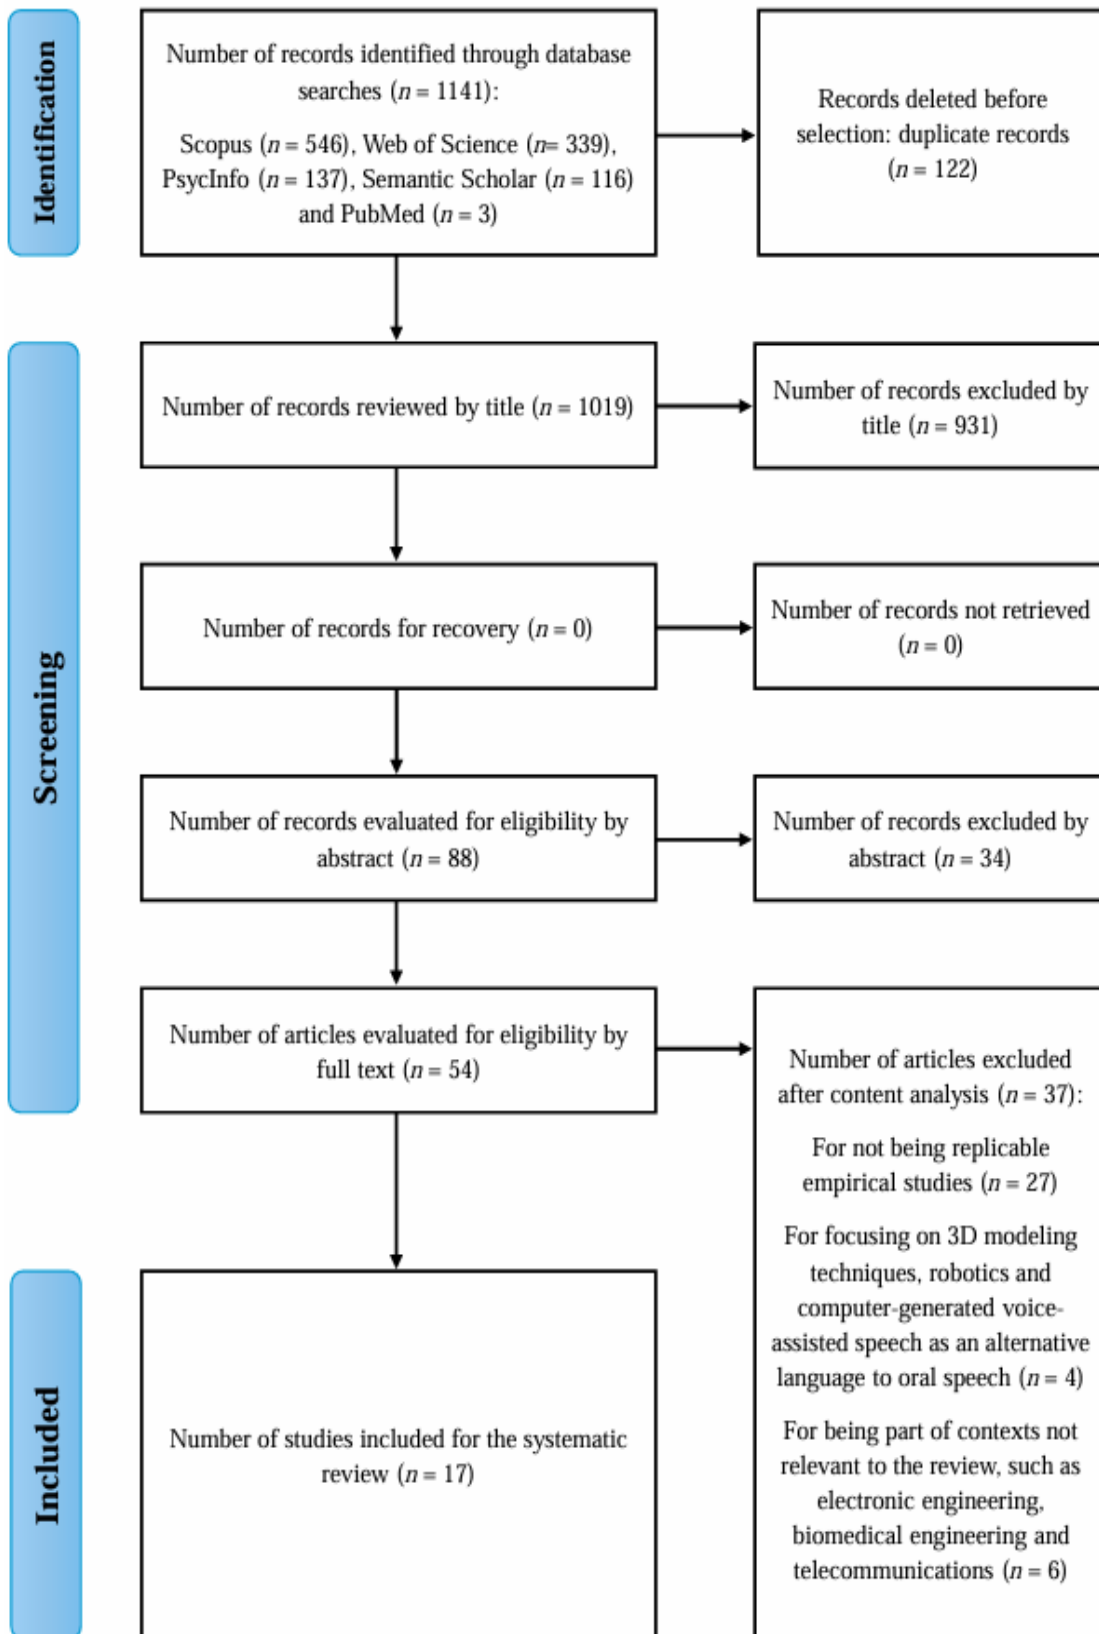 Identification
Number of records identified through database
searches (n = 1141):
Scopus (n = 546), Web of Science (n= 339),
PsycInfo (n = 137), Semantic Scholar (n = 116)
and PubMed (n = 3)
Records deleted before
selection: duplicate records
(n = 122)
Screening
Number of records reviewed by title (n = 1019)
Number of records excluded by
title (n = 931)
Number of records for recovery (n = 0)
Number of records not retrieved
(n = 0)
Number of records evaluated for eligibility by
abstract (n = 88)
Number of records excluded by
abstract (n = 34)
Number of articles evaluated for eligibility by
full text (n = 54)
Number of articles excluded
after content analysis (n = 37):
For not being replicable
empirical studies (n = 27)
For focusing on 3D modeling
techniques, robotics and
computer-generated voice-
assisted speech as an alternative
language to oral speech (n = 4)
For being part of contexts not
relevant to the review, such as
electronic engineering,
biomedical engineering and
telecommunications (n = 6)
Included
Number of studies included for the systematic
review (n = 17)